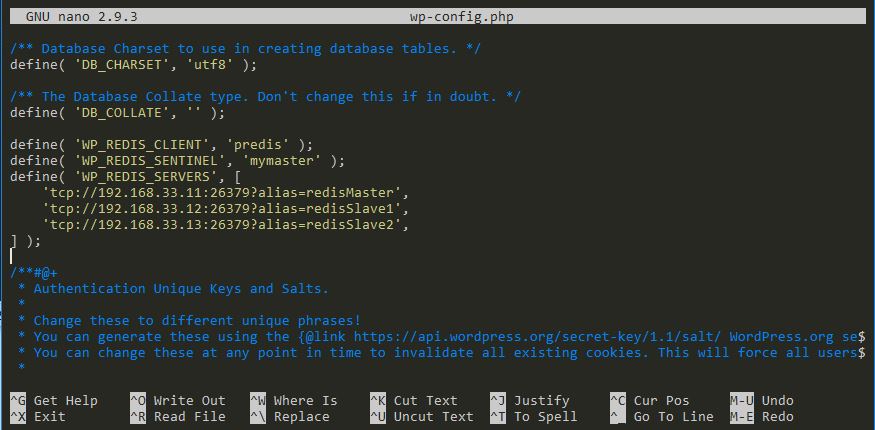 GNU nano 2.9.3 wp-config.php
/** Database Charset to use in creating database tables. */
define( 'DB_CHARSET', 'utf8' );
/** The Database Collate type. Don't change this if in doubt. */
define( 'DB_COLLATE', '' );
define( 'WP_REDIS_CLIENT', 'predis' );
define( 'WP_REDIS_SENTINEL', 'mymaster' );
define( 'WP_REDIS_SERVERS', [
'tcp://192.168.33.11:26379?alias=redisMaster',
'tcp://192.168.33.12:26379?alias=redisSlave1',
'tcp://192.168.33.13:26379?alias=redisSlave2',
] );
/**#@+
* Authentication Unique Keys and Salts.
*
* Change these to different unique phrases!
* You can generate these using the {@link https://api.wordpress.org/secret-key/1.1/salt/ WordPress.org se$
* You can change these at any point in time to invalidate all existing cookies. This will force all users$
*
^G Get Help ^O Write Out ^W Where Is ^K Cut Text ^J Justify ^C Cur Pos M-U Undo
^X Exit ^R Read File ^\ Replace ^U Uncut Text ^T To Spell ^_ Go To Line M-E Redo